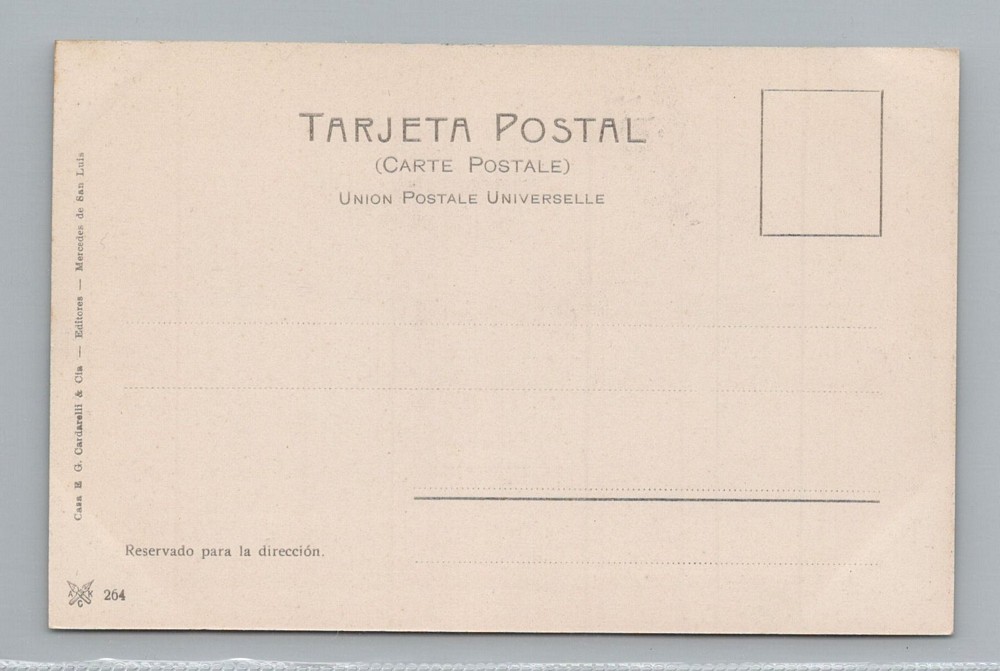 TARJETA POSTAL
(CARTE POSTALE)
UNION POSTALE UNIVERSELLE
Casa E. G. Cardarelli & Cia — Editores — Mercedes de San Luis
Reservado para la dirección.
264